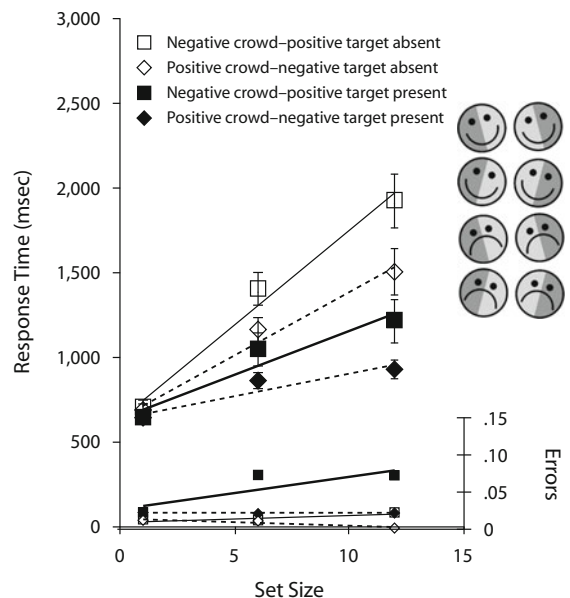 3,000
2,500
2,000
1,500
1,000
500
0
Response Time (msec)
Negative crowd–positive target absent
Positive crowd–negative target absent
Negative crowd–positive target present
Positive crowd–negative target present
.15
.10
.05
0
Errors
0
5
10
15
Set Size